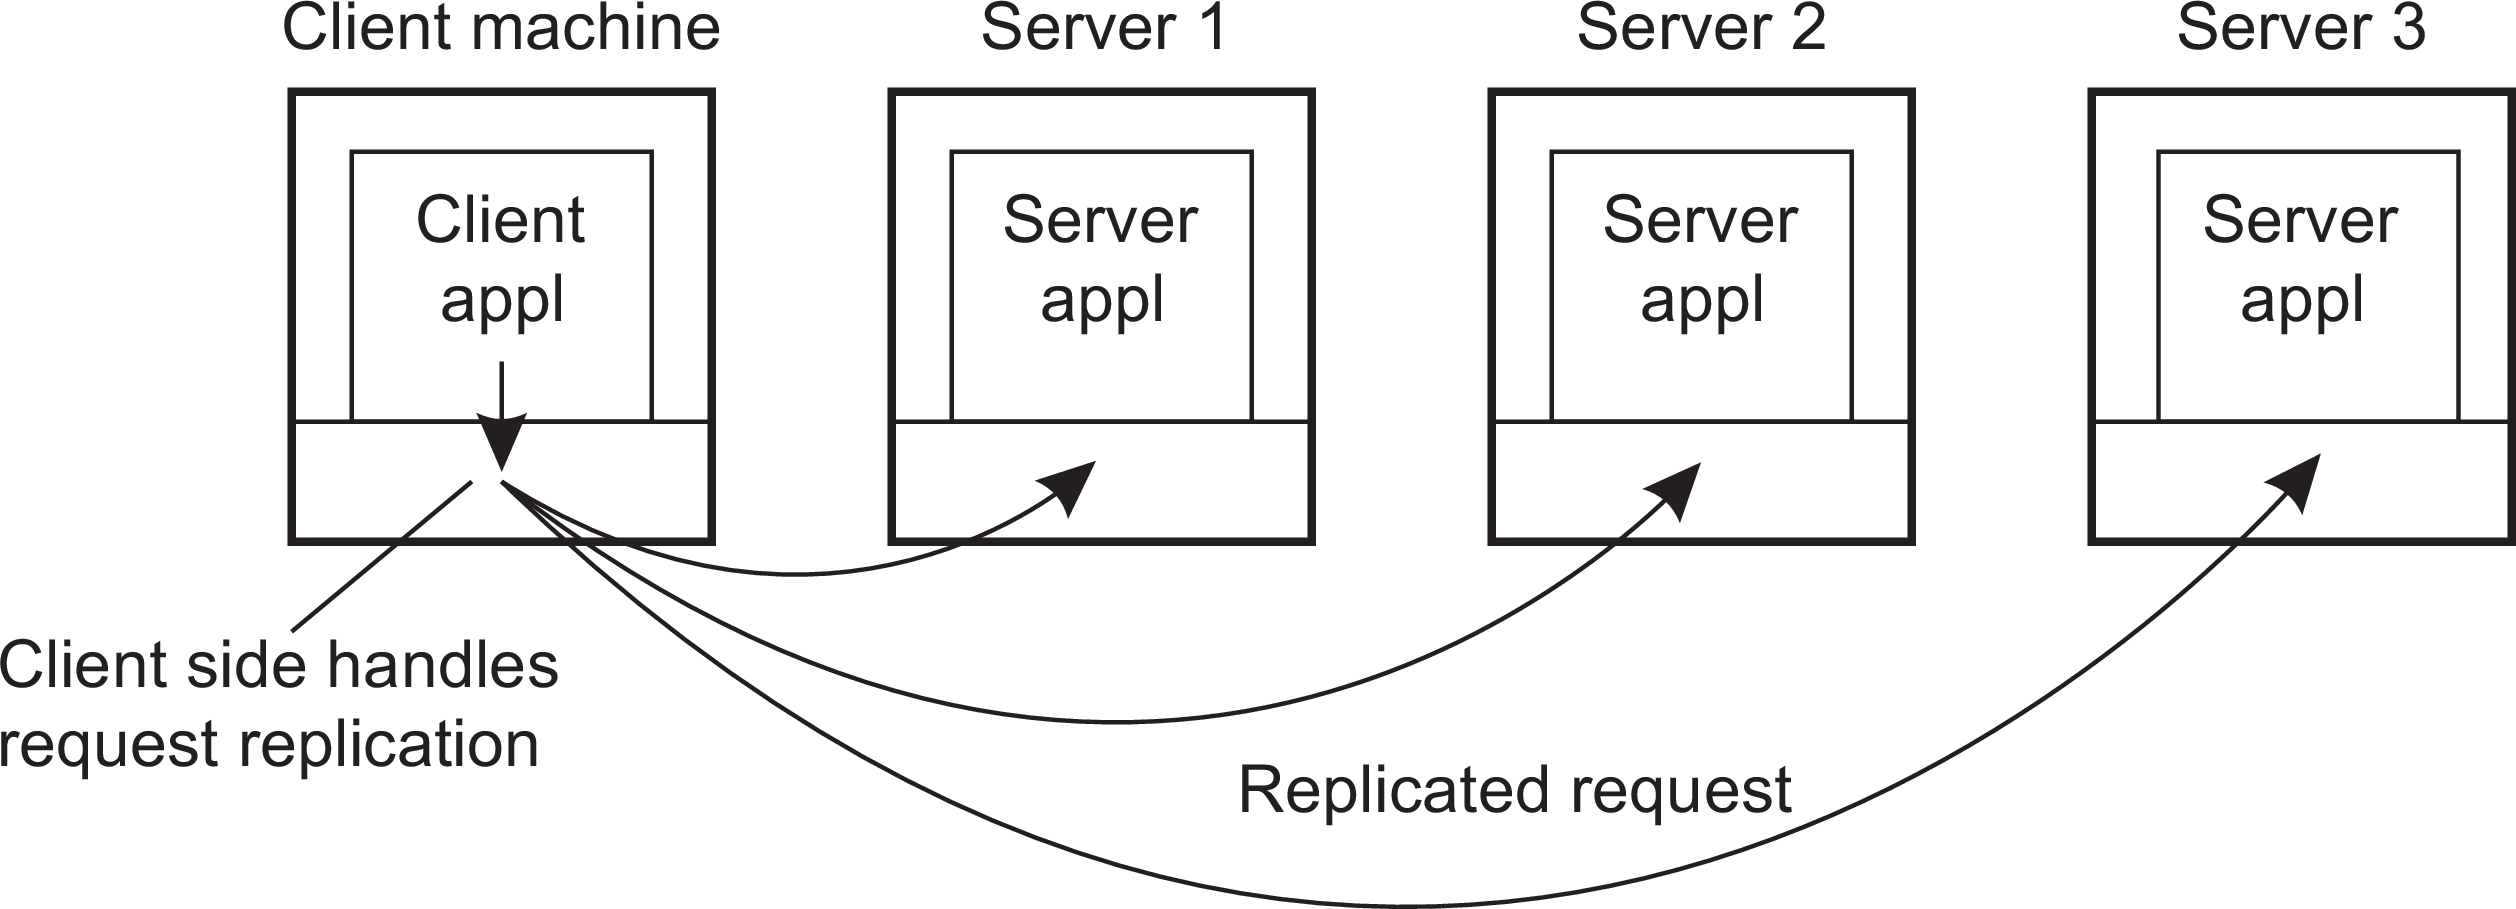 Client machine
Server 1
Server 2
Server 3
Client
appl
Server
appl
Server
appl
Server
appl
Client side handles
request replication
Replicated request